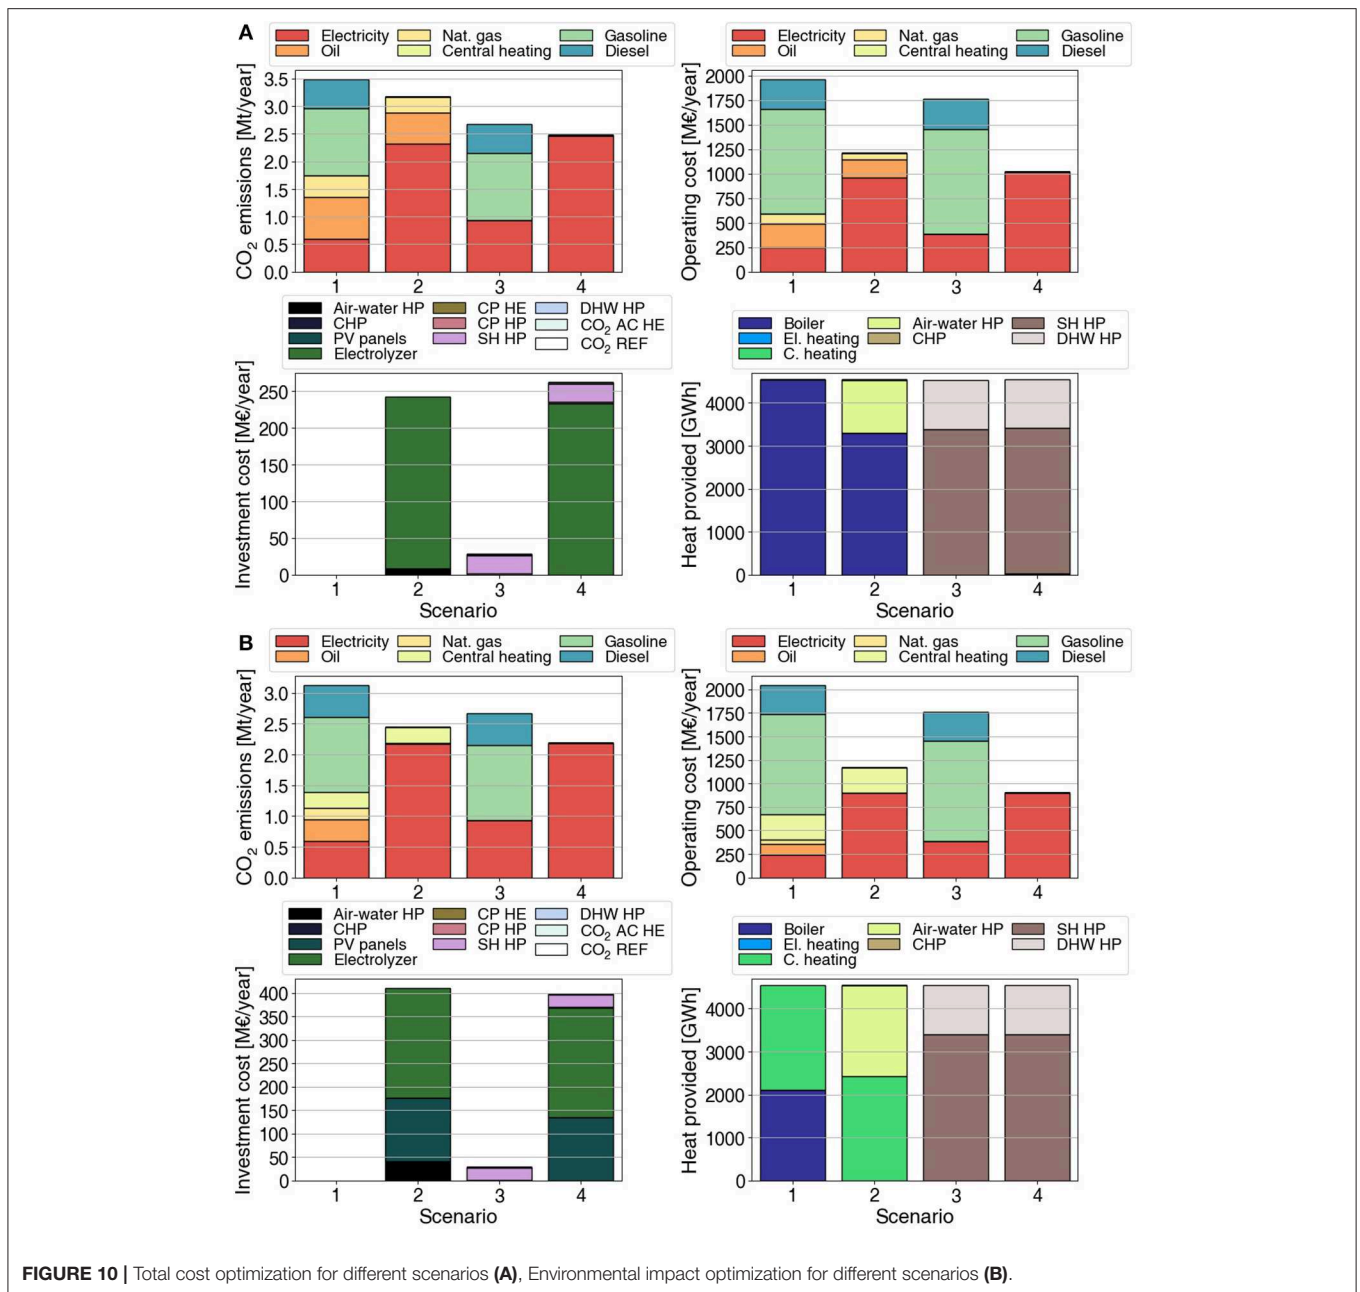 A
Electricity Nat. gas Gasoline
Oil Central heating Diesel
CO2 emissions [Mt/year]
3.5
3.0
2.5
2.0
1.5
1.0
0.5
0.0
1 2 3 4
Electricity Nat. gas Gasoline
Oil Central heating Diesel
Operating cost [M€/year]
2000
1750
1500
1250
1000
750
500
250
0
1 2 3 4
Air-water HP CP HE DHW HP
CHP CP HP CO2 AC HE
PV panels SH HP CO2 REF
Electrolyzer
Investment cost [M€/year]
250
200
150
100
50
0
1 2 3 4
Scenario
Boiler Air-water HP SH HP
El. heating CHP DHW HP
C. heating
Heat provided [GWh]
4000
3000
2000
1000
0
1 2 3 4
Scenario
B
Electricity Nat. gas Gasoline
Oil Central heating Diesel
CO2 emissions [Mt/year]
3.0
2.5
2.0
1.5
1.0
0.5
0.0
1 2 3 4
Electricity Nat. gas Gasoline
Oil Central heating Diesel
Operating cost [M€/year]
2000
1750
1500
1250
1000
750
500
250
0
1 2 3 4
Air-water HP CP HE DHW HP
CHP CP HP CO2 AC HE
PV panels SH HP CO2 REF
Electrolyzer
Investment cost [M€/year]
400
350
300
250
200
150
100
50
0
1 2 3 4
Scenario
Boiler Air-water HP SH HP
El. heating CHP DHW HP
C. heating
Heat provided [GWh]
4000
3000
2000
1000
0
1 2 3 4
Scenario
FIGURE 10 | Total cost optimization for different scenarios (A), Environmental impact optimization for different scenarios (B).